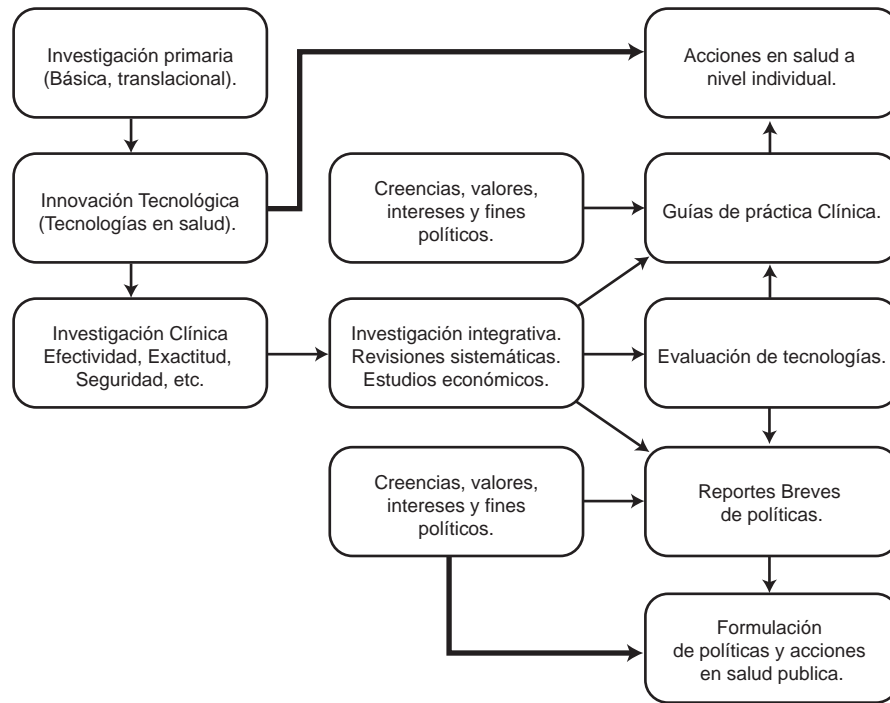 Investigación primaria
(Básica, translacional).
Acciones en salud a
nivel individual.
Innovación Tecnológica
(Tecnologías en salud).
Creencias, valores,
intereses y fines
políticos.
Guías de práctica Clínica.
Investigación Clínica
Efectividad, Exactitud,
Seguridad, etc.
Investigación integrativa.
Revisiones sistemáticas.
Estudios económicos.
Evaluación de tecnologías.
Creencias, valores,
intereses y fines
políticos.
Reportes Breves
de políticas.
Formulación
de políticas y acciones
en salud publica.